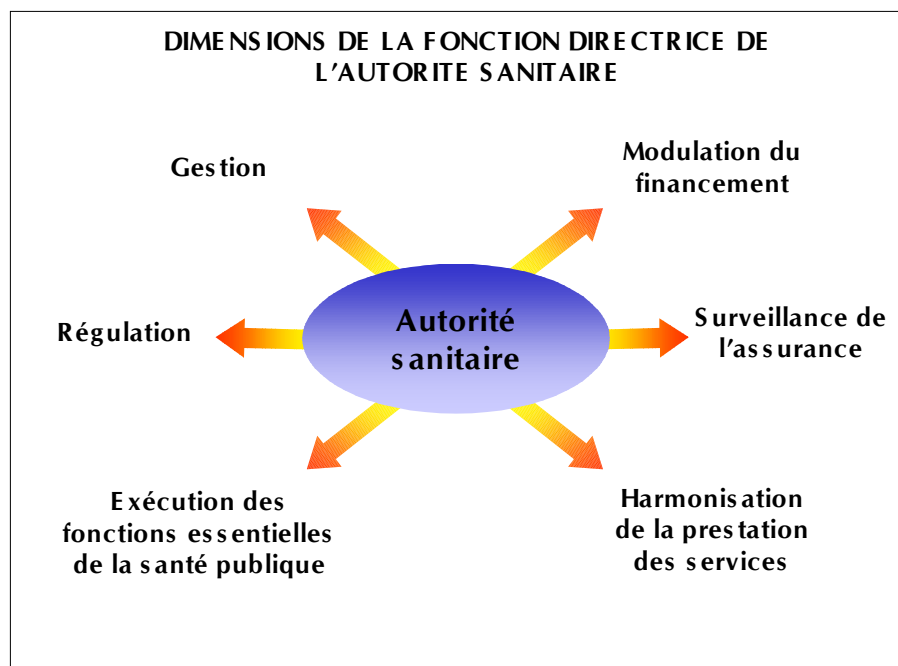 DIMENSIONS DE LA FONCTION DIRECTRICE DE
L'AUTORITE SANITAIRE
Gestion
Modulation du
financement
Régulation
Autorité
sanitaire
Surveillance de
l'assurance
Exécution des
fonctions essentielles
de la santé publique
Harmonisation
de la prestation
des services